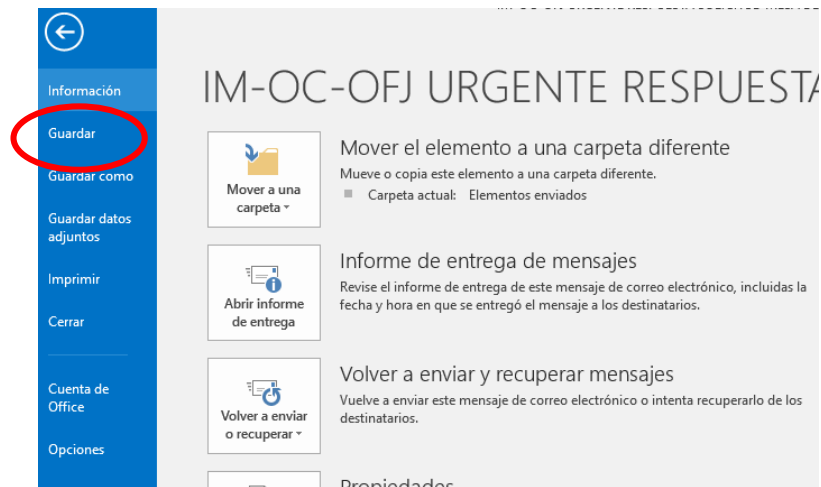 Información
Guardar
Guardar como
Guardar datos
adjuntos
Imprimir
Cerrar
Cuenta de
Office
Opciones
IM-OC-OFJ URGENTE RESPUESTA
Mover a una
carpeta
Mover el elemento a una carpeta diferente
Mueve o copia este elemento a una carpeta diferente.
Carpeta actual: Elementos enviados
Abrir informe
de entrega
Informe de entrega de mensajes
Revise el informe de entrega de este mensaje de correo electrónico, incluidas la
fecha y hora en que se entregó el mensaje a los destinatarios.
Volver a enviar
o recuperar
Volver a enviar y recuperar mensajes
Vuelve a enviar este mensaje de correo electrónico o intenta recuperarlo de los
destinatarios.
Propiedades